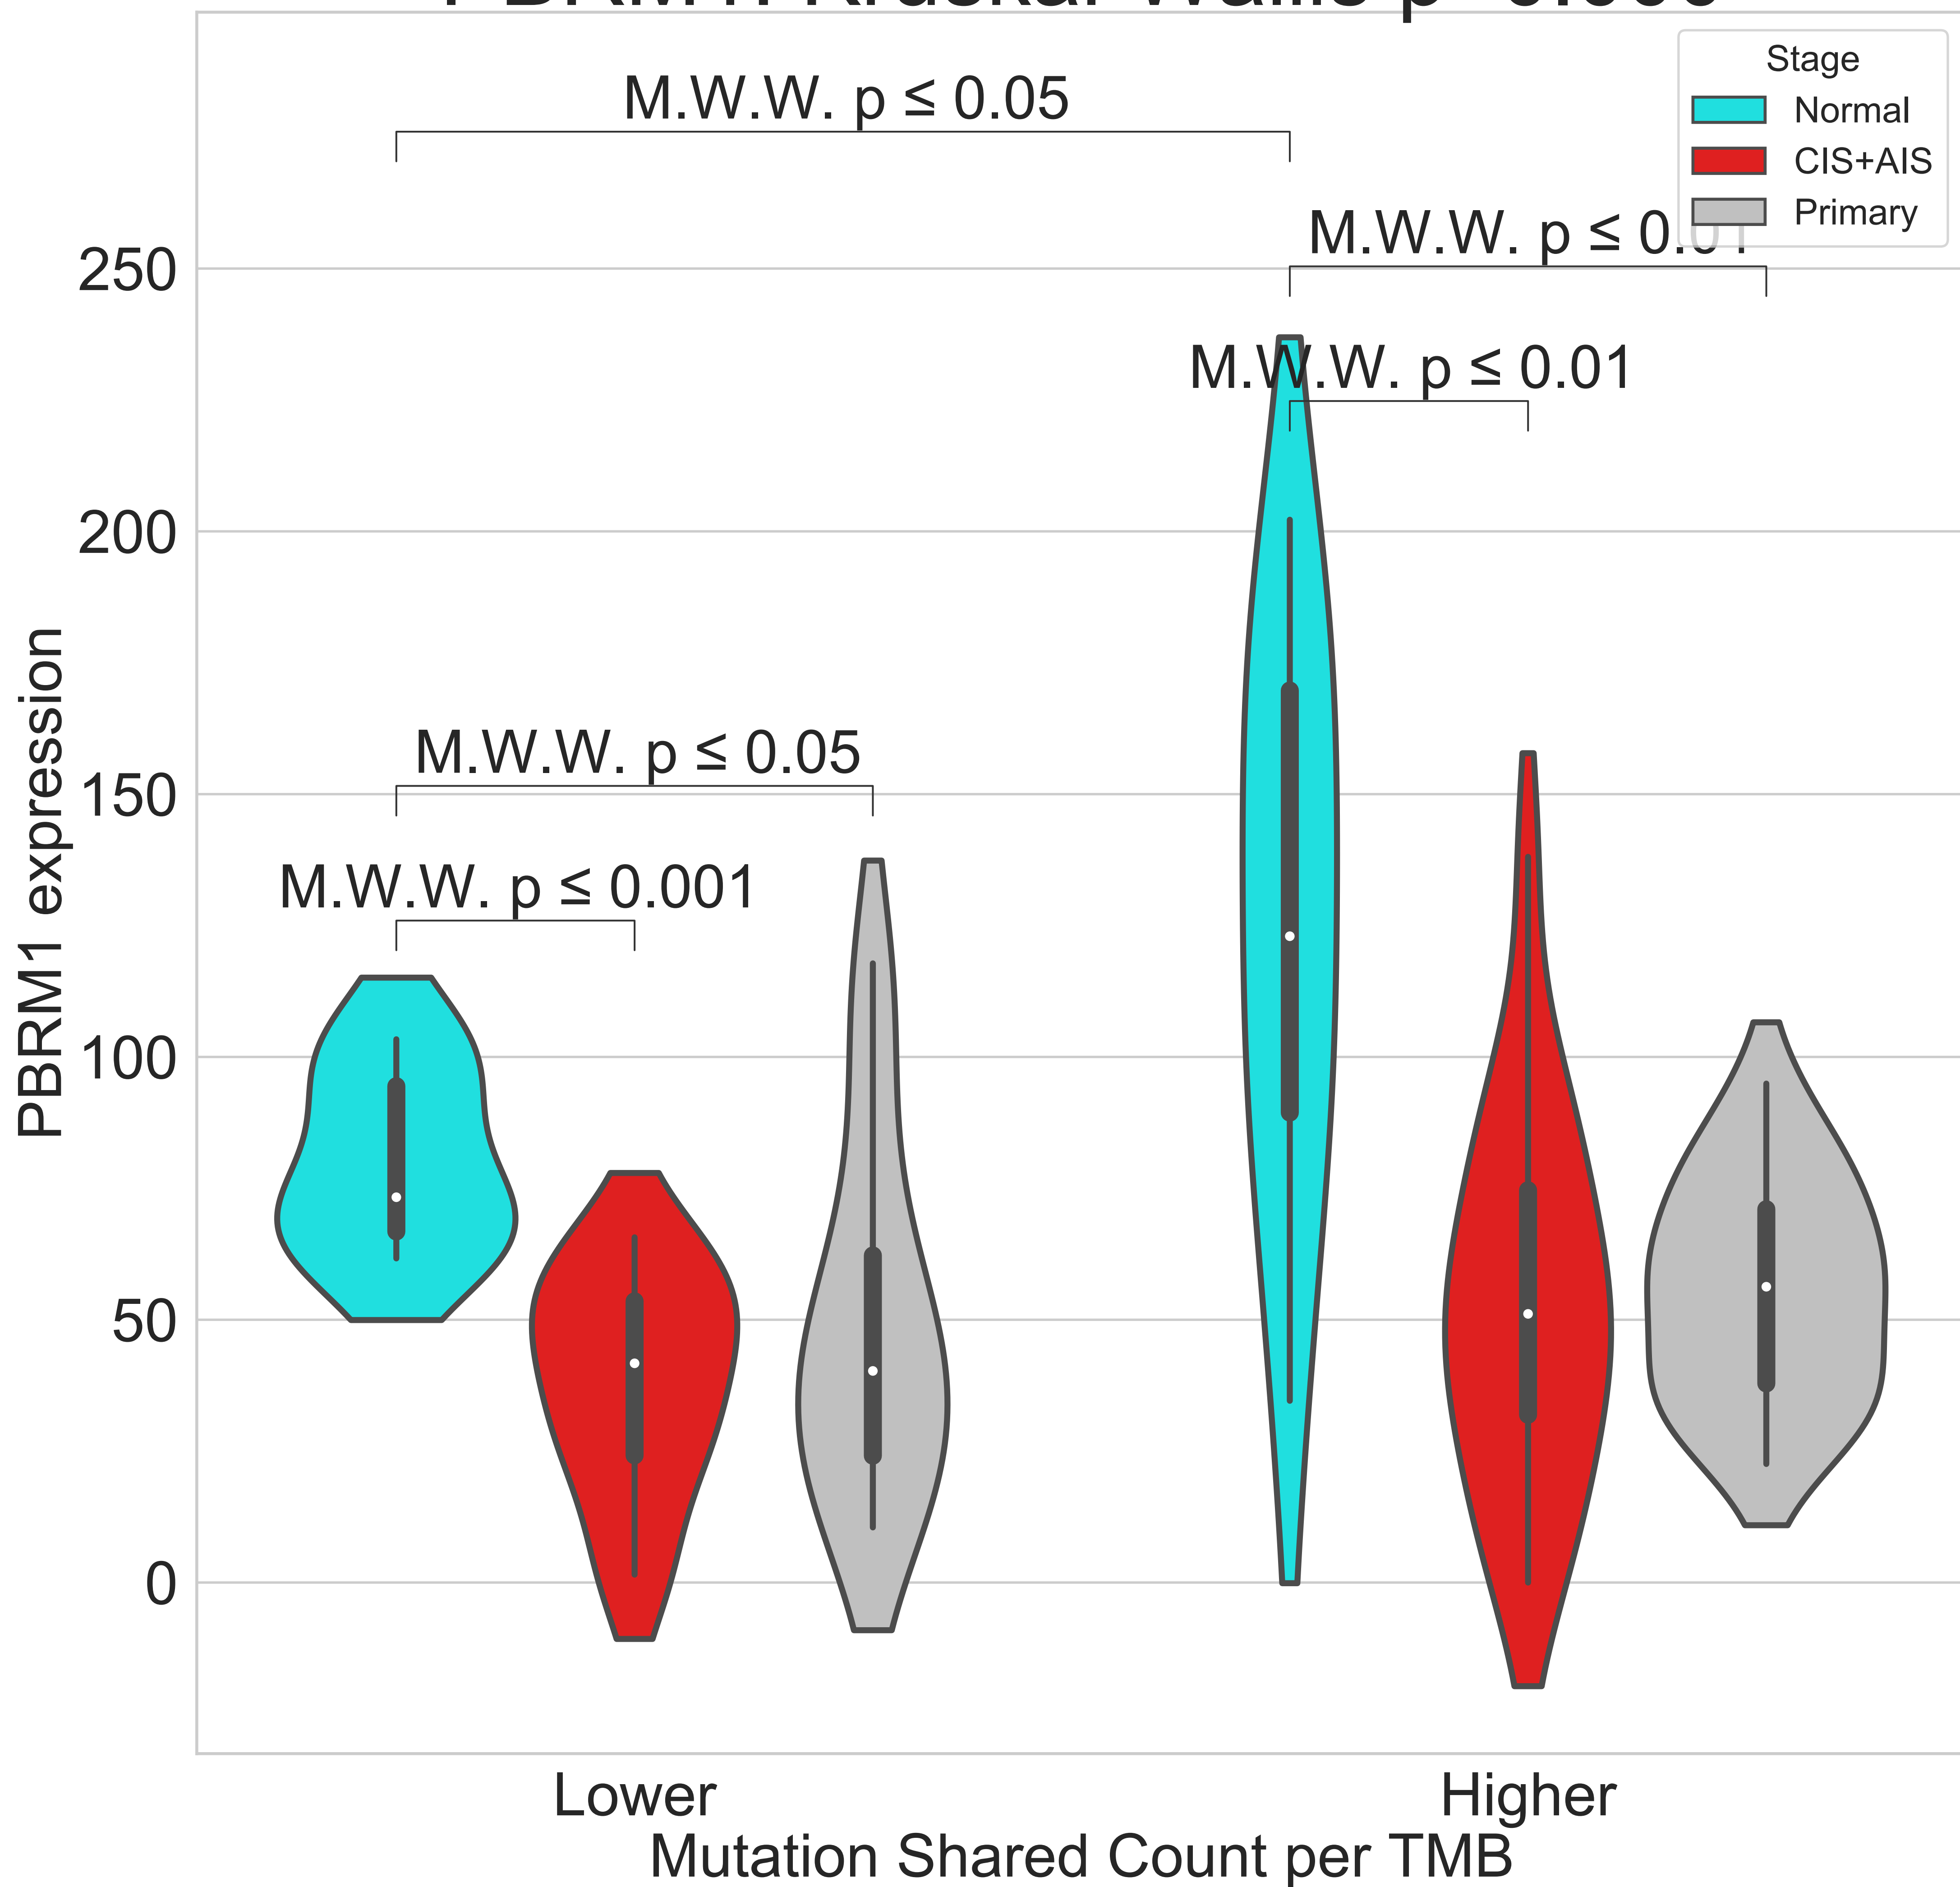 M.W.W. p ≤ 0.05
Stage
Normal
CIS+AIS
Primary
M.W.W. p ≤ 0.01
M.W.W. p ≤ 0.01
M.W.W. p ≤ 0.05
M.W.W. p ≤ 0.001
250
200
150
100
50
0
PBRM1 expression
Lower
Higher
Mutation Shared Count per TMB